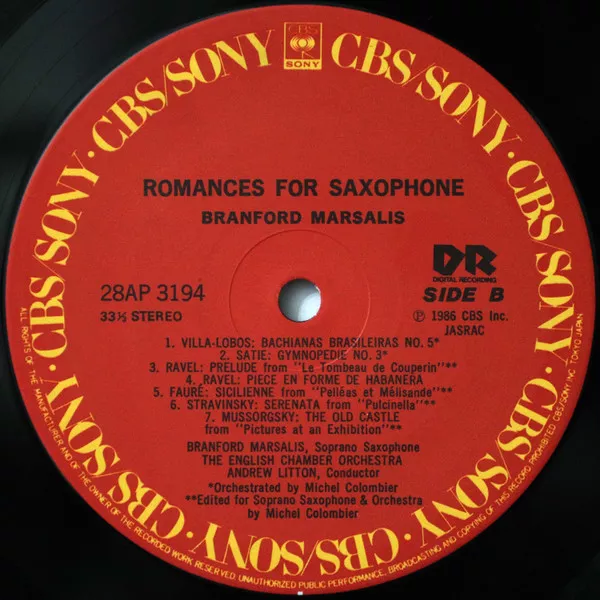 CBS
SONY
CBS/SONY · CBS/SONY · CBS/SONY · CBS/SONY · CBS/SONY · CBS/SONY · CBS/SONY · CBS/SONY
ROMANCES FOR SAXOPHONE
BRANFORD MARSALIS
DR
DIGITAL RECORDING
28AP 3194
SIDE B
33⅓ STEREO
℗ 1986 CBS Inc.
JASRAC
1. VILLA-LOBOS: BACHIANAS BRASILEIRAS NO. 5*
2. SATIE: GYMNOPEDIE NO. 3*
3. RAVEL: PRELUDE from "Le Tombeau de Couperin"**
4. RAVEL: PIECE EN FORME DE HABANERA
5. FAURÉ: SICILIENNE from "Pelléas et Mélisande"**
6. STRAVINSKY: SERENATA from "Pulcinella"**
7. MUSSORGSKY: THE OLD CASTLE
from "Pictures at an Exhibition"**
BRANFORD MARSALIS, Soprano Saxophone
THE ENGLISH CHAMBER ORCHESTRA
ANDREW LITTON, Conductor
*Orchestrated by Michel Colombier
**Edited for Soprano Saxophone & Orchestra
by Michel Colombier
ALL RIGHTS OF THE MANUFACTURER AND OF THE OWNER OF THE RECORDED WORK RESERVED. UNAUTHORIZED PUBLIC PERFORMANCE, BROADCASTING AND COPYING OF THIS RECORD PROHIBITED. CBS/SONY INC. TOKYO JAPAN